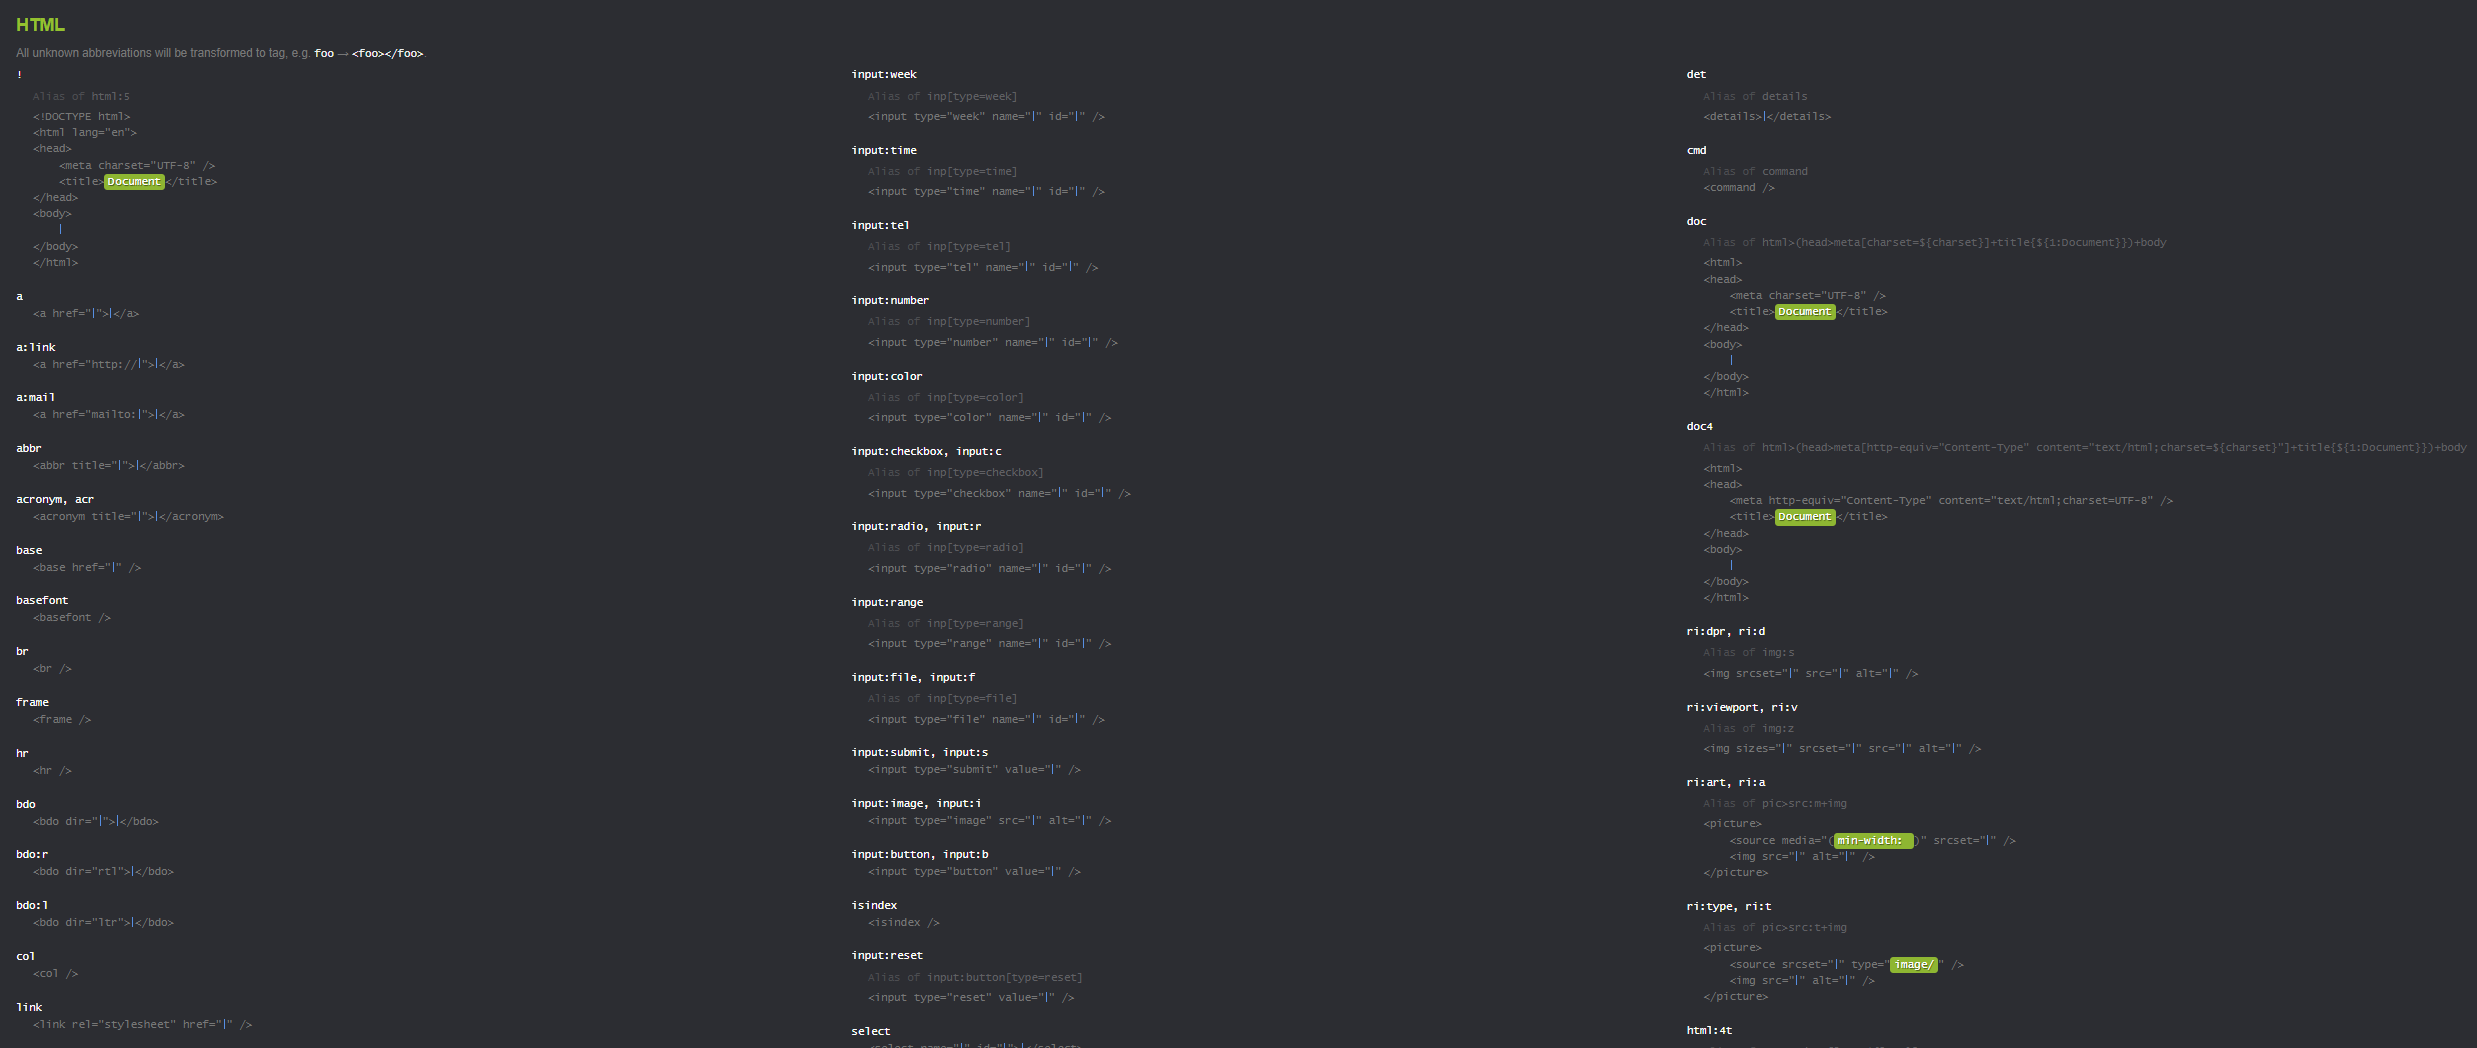 HTML
All unknown abbreviations will be transformed to tag, e.g. foo → <foo></foo>.
!
Alias of html:5
<!DOCTYPE html>
<html lang="en">
<head>
<meta charset="UTF-8" />
<title>Document</title>
</head>
<body>
|
</body>
</html>
a
<a href="|">|</a>
a:link
<a href="http://|">|</a>
a:mail
<a href="mailto:|">|</a>
abbr
<abbr title="|">|</abbr>
acronym, acr
<acronym title="|">|</acronym>
base
<base href="|" />
basefont
<basefont />
br
<br />
frame
<frame />
hr
<hr />
bdo
<bdo dir="|">|</bdo>
bdo:r
<bdo dir="rtl">|</bdo>
bdo:l
<bdo dir="ltr">|</bdo>
col
<col />
link
<link rel="stylesheet" href="|" />
input:week
Alias of inp[type=week]
<input type="week" name="|" id="|" />
input:time
Alias of inp[type=time]
<input type="time" name="|" id="|" />
input:tel
Alias of inp[type=tel]
<input type="tel" name="|" id="|" />
input:number
Alias of inp[type=number]
<input type="number" name="|" id="|" />
input:color
Alias of inp[type=color]
<input type="color" name="|" id="|" />
input:checkbox, input:c
Alias of inp[type=checkbox]
<input type="checkbox" name="|" id="|" />
input:radio, input:r
Alias of inp[type=radio]
<input type="radio" name="|" id="|" />
input:range
Alias of inp[type=range]
<input type="range" name="|" id="|" />
input:file, input:f
Alias of inp[type=file]
<input type="file" name="|" id="|" />
input:submit, input:s
<input type="submit" value="|" />
input:image, input:i
<input type="image" src="|" alt="|" />
input:button, input:b
<input type="button" value="|" />
isindex
<isindex />
input:reset
Alias of input:button[type=reset]
<input type="reset" value="|" />
select
<select name="|" id="|">|</select>
det
Alias of details
<details>|</details>
cmd
Alias of command
<command />
doc
Alias of html>(head>meta[charset=${charset}]+title{${1:Document}})+body
<html>
<head>
<meta charset="UTF-8" />
<title>Document</title>
</head>
<body>
|
</body>
</html>
doc4
Alias of html>(head>meta[http-equiv="Content-Type" content="text/html;charset=${charset}"]+title{${1:Document}})+body
<html>
<head>
<meta http-equiv="Content-Type" content="text/html;charset=UTF-8" />
<title>Document</title>
</head>
<body>
|
</body>
</html>
ri:dpr, ri:d
Alias of img:s
<img srcset="|" src="|" alt="|" />
ri:viewport, ri:v
Alias of img:z
<img sizes="|" srcset="|" src="|" alt="|" />
ri:art, ri:a
Alias of pic>src:m+img
<picture>
<source media="(min-width: )" srcset="|" />
<img src="|" alt="|" />
</picture>
ri:type, ri:t
Alias of pic>src:t+img
<picture>
<source srcset="|" type="image/" />
<img src="|" alt="|" />
</picture>
html:4t